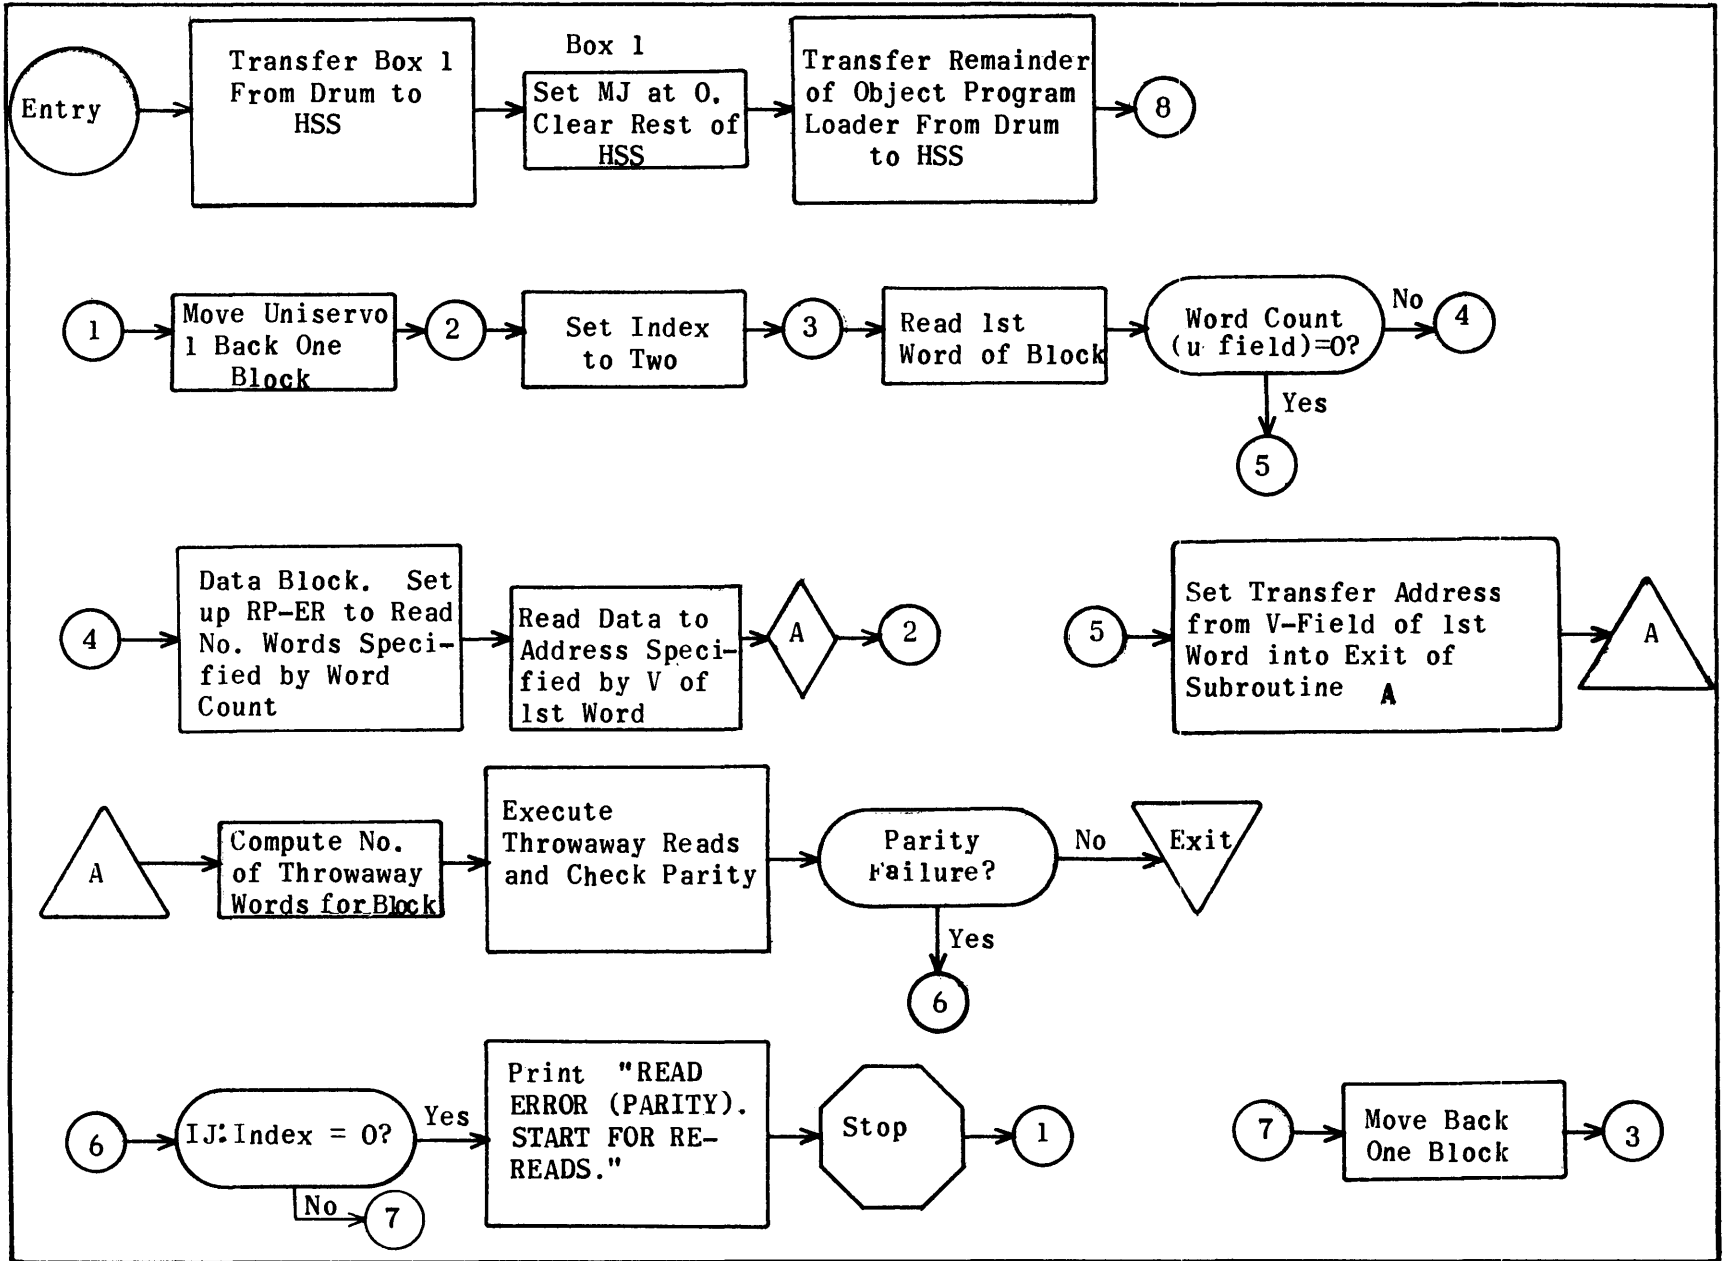 Entry
Transfer Box 1
From Drum to
HSS
Box 1
Set MJ at 0.
Clear Rest of
HSS
Transfer Remainder
of Object Program
Loader From Drum
to HSS
8
1
Move Uniservo
1 Back One
Block
2
Set Index
to Two
3
Read 1st
Word of Block
Word Count
(u field)=0?
No
4
Yes
5
4
Data Block. Set
up RP-ER to Read
No. Words Speci-
fied by Word
Count
Read Data to
Address Speci-
fied by V of
1st Word
A
2
5
Set Transfer Address
from V-Field of 1st
Word into Exit of
Subroutine A
A
A
Compute No.
of Throwaway
Words for Block
Execute
Throwaway Reads
and Check Parity
Parity
Failure?
No
Exit
Yes
6
6
IJ:Index = 0?
Yes
No
7
Print "READ
ERROR (PARITY).
START FOR RE-
READS."
Stop
1
7
Move Back
One Block
3